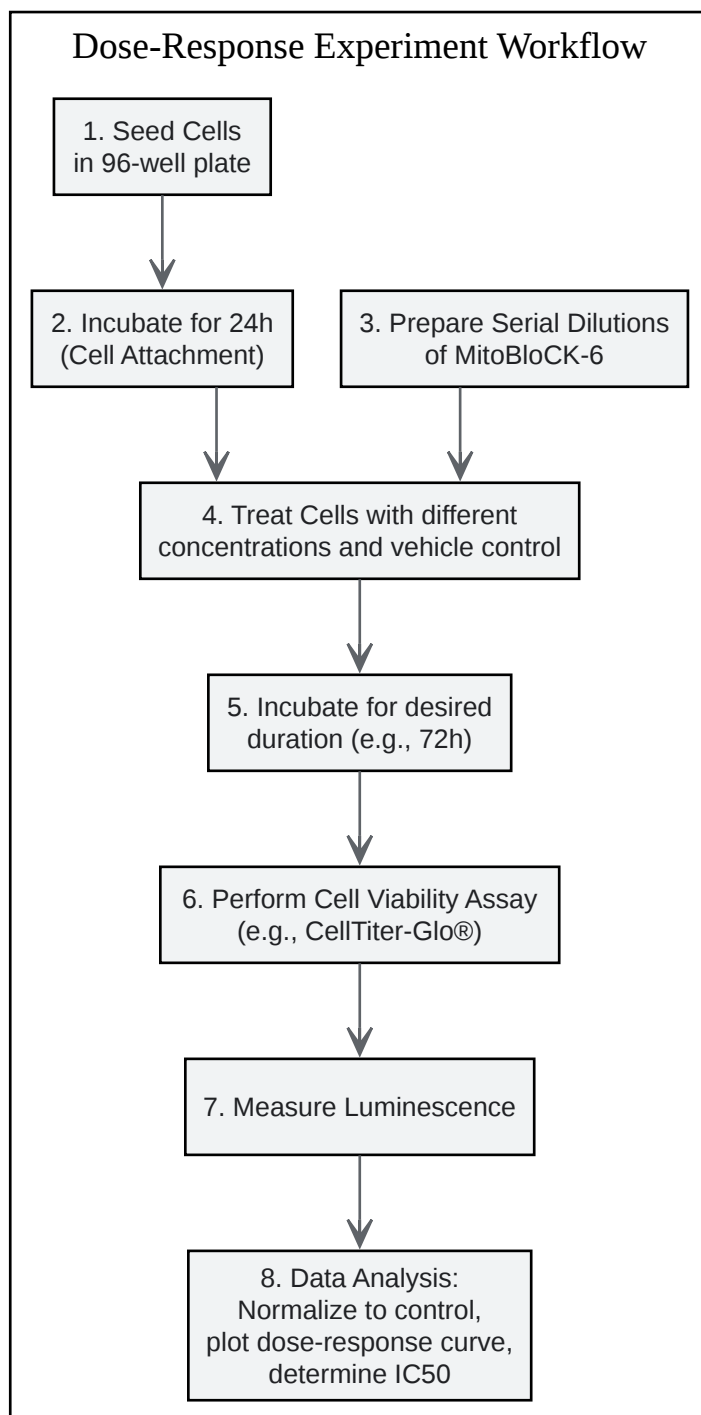 Dose-Response Experiment Workflow
1. Seed Cells
in 96-well plate
2. Incubate for 24h
(Cell Attachment)
3. Prepare Serial Dilutions
of MitoBloCK-6
4. Treat Cells with different
concentrations and vehicle control
5. Incubate for desired
duration (e.g., 72h)
6. Perform Cell Viability Assay
(e.g., CellTiter-Glo®)
7. Measure Luminescence
8. Data Analysis:
Normalize to control,
plot dose-response curve,
determine IC50